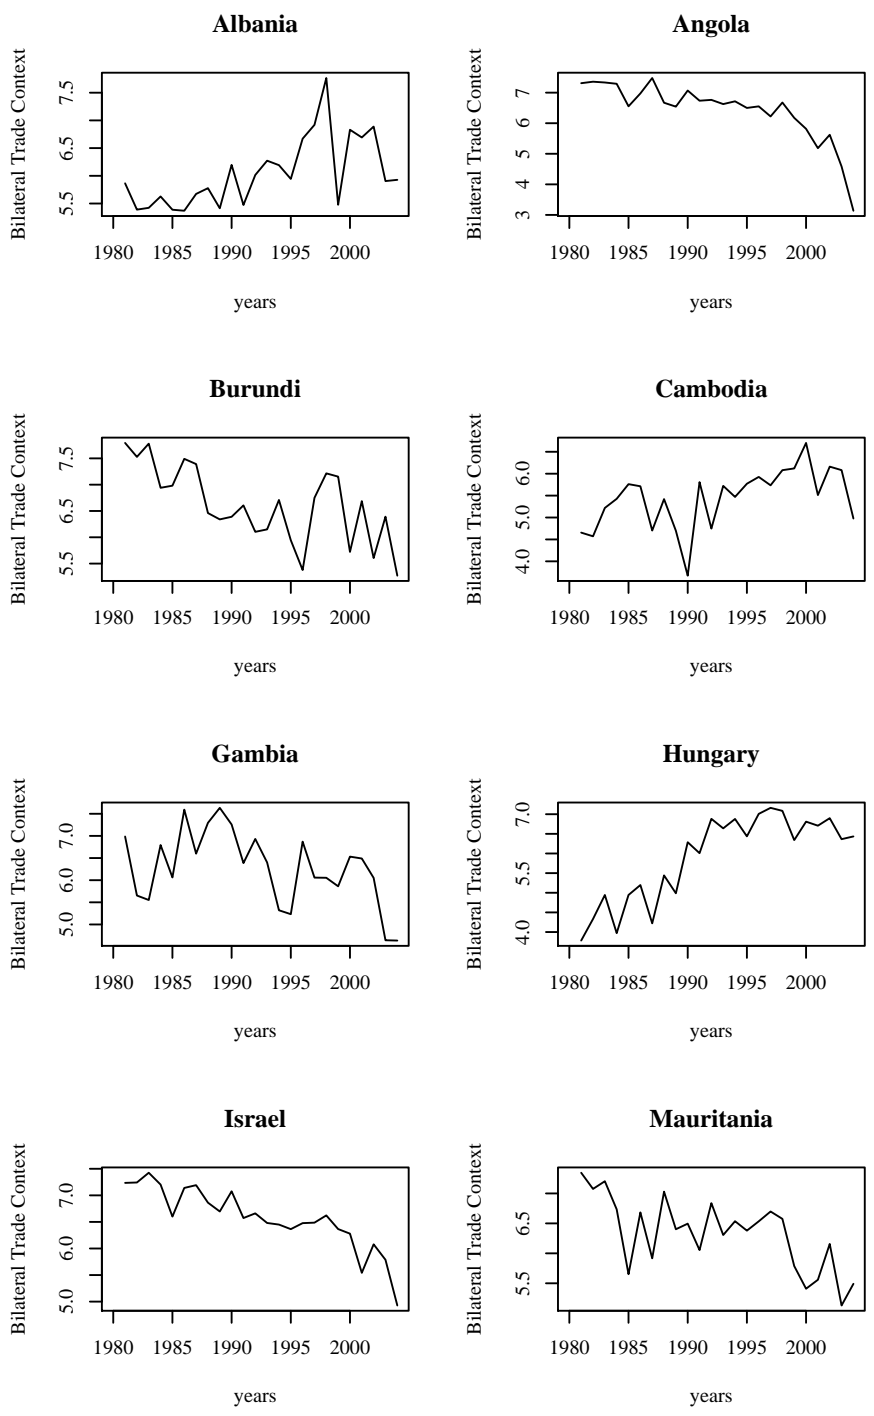 Albania
Bilateral Trade Context
7.5
6.5
5.5
1980 1985 1990 1995 2000
years
Angola
Bilateral Trade Context
7
6
5
4
3
1980 1985 1990 1995 2000
years
Burundi
Bilateral Trade Context
7.5
6.5
5.5
1980 1985 1990 1995 2000
years
Cambodia
Bilateral Trade Context
6.0
5.0
4.0
1980 1985 1990 1995 2000
years
Gambia
Bilateral Trade Context
7.0
6.0
5.0
1980 1985 1990 1995 2000
years
Hungary
Bilateral Trade Context
7.0
5.5
4.0
1980 1985 1990 1995 2000
years
Israel
Bilateral Trade Context
7.0
6.0
5.0
1980 1985 1990 1995 2000
years
Mauritania
Bilateral Trade Context
6.5
5.5
1980 1985 1990 1995 2000
years